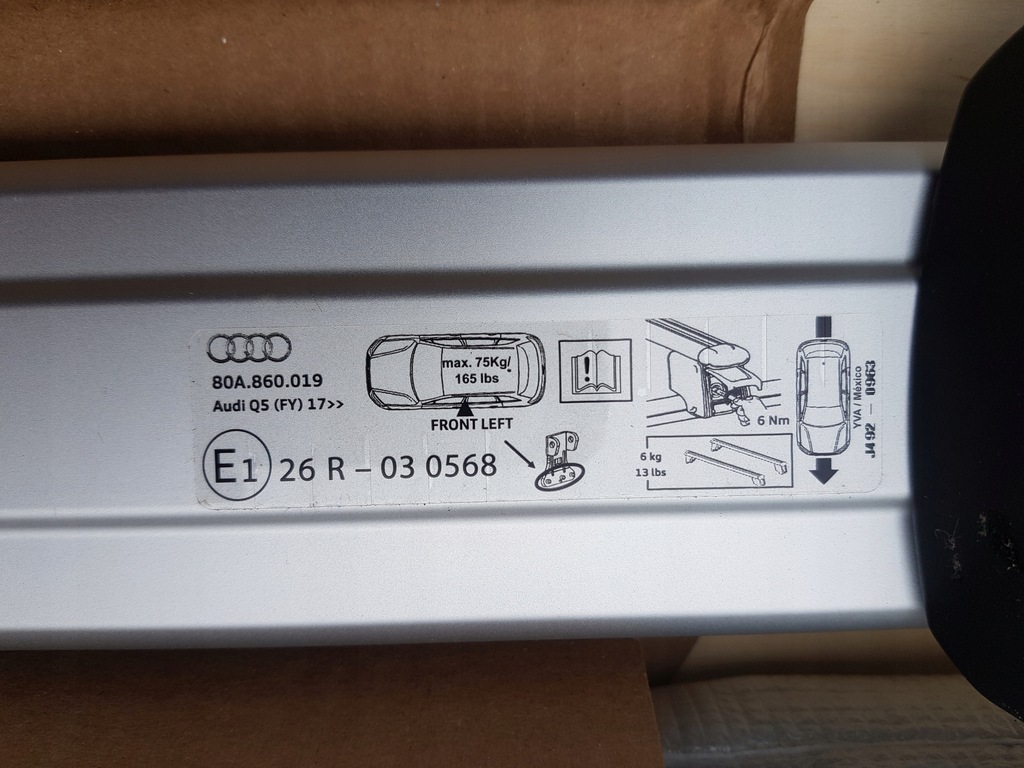 80A.860.019
Audi Q5 (FY) 17>>
E1 26 R – 03 0568
max. 75Kg/
165 lbs
FRONT LEFT
!
6 Nm
6 kg
13 lbs
YVA / México
J492 – 0963